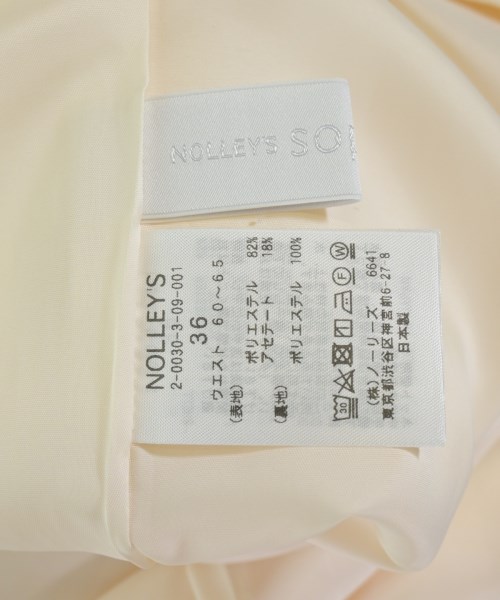 NOLLEY'S SO
NOLLEY'S
2-0030-3-09-001
36
ウエスト 60～65
(表地) ポリエステル 82%
アセテート 18%
(裏地) ポリエステル 100%
30 F W
(株)ノーリーズ 6641
東京都渋谷区神宮前6-27-8
日本製